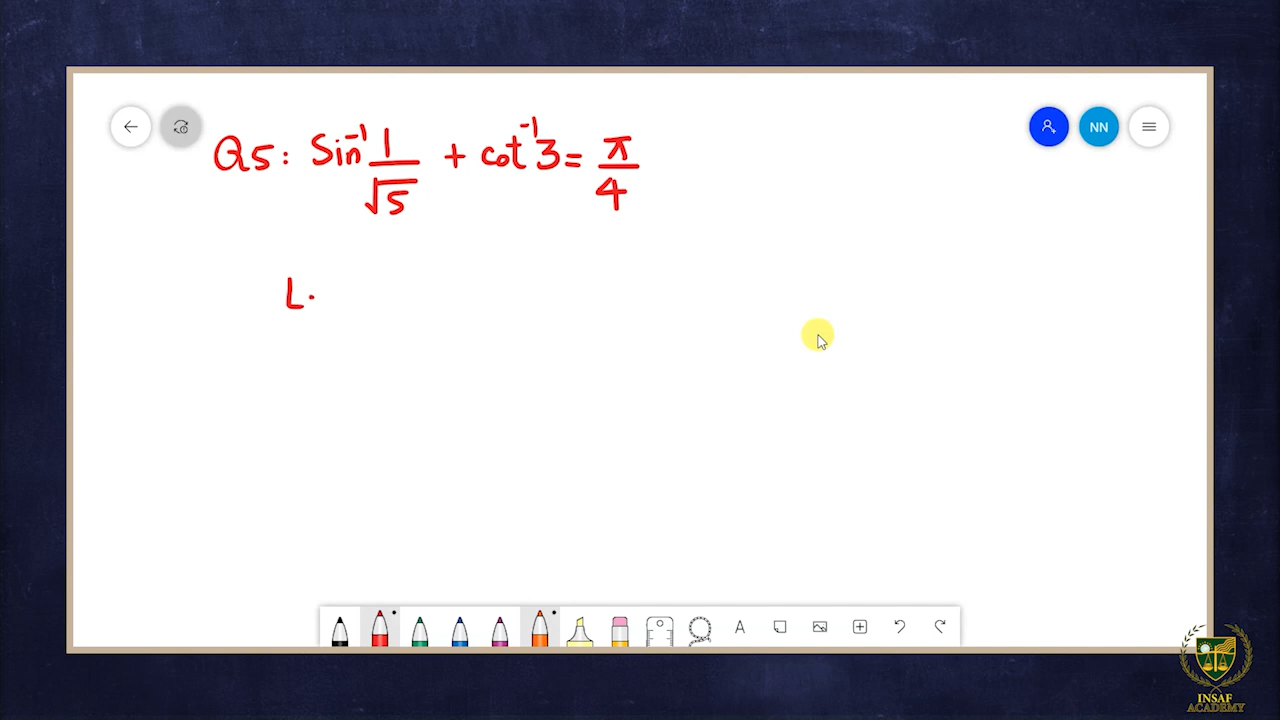 Q5: Sin⁻¹ 1/√5 + cot⁻¹ 3 = π/4
L.
NN
A
INSAF
ACADEMY